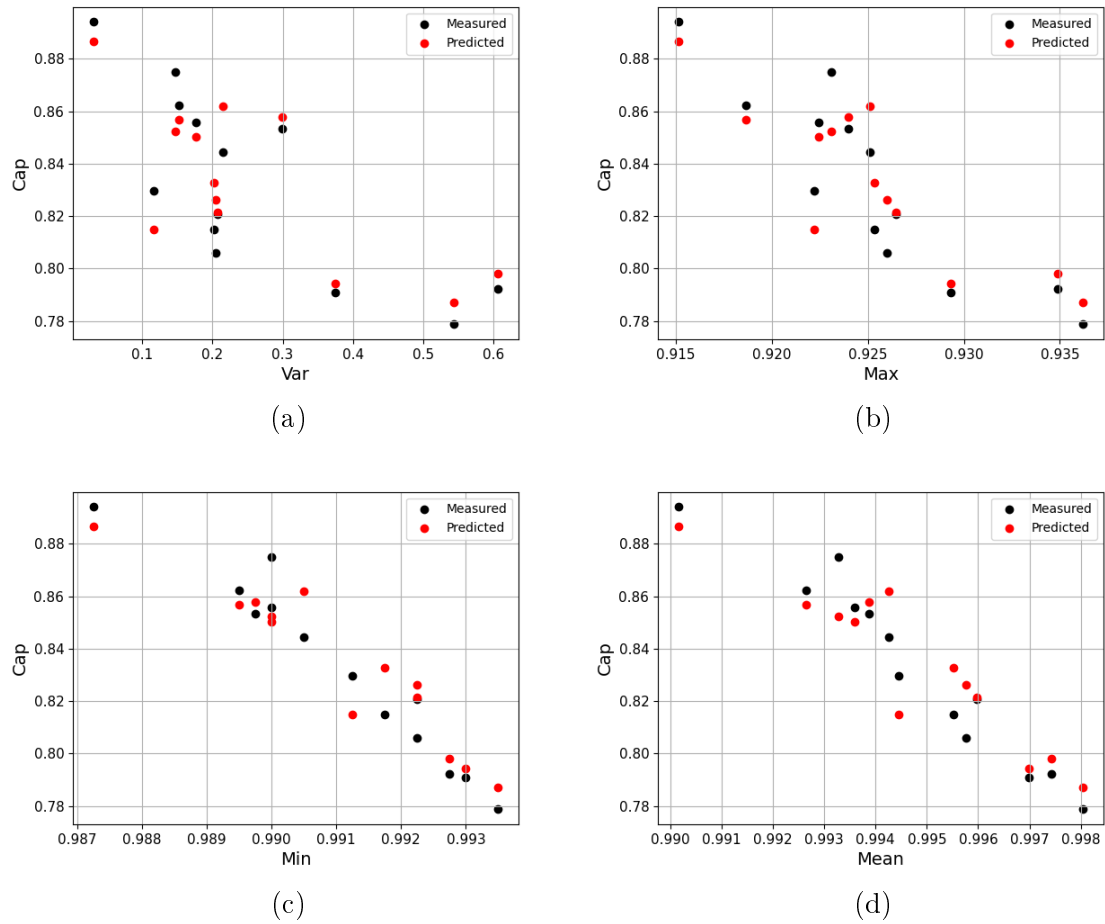 Measured
Predicted
0.88
0.86
0.84
0.82
0.80
0.78
Cap
0.1 0.2 0.3 0.4 0.5 0.6
Var
(a)
Measured
Predicted
0.88
0.86
0.84
0.82
0.80
0.78
Cap
0.915 0.920 0.925 0.930 0.935
Max
(b)
Measured
Predicted
0.88
0.86
0.84
0.82
0.80
0.78
Cap
0.987 0.988 0.989 0.990 0.991 0.992 0.993
Min
(c)
Measured
Predicted
0.88
0.86
0.84
0.82
0.80
0.78
Cap
0.990 0.991 0.992 0.993 0.994 0.995 0.996 0.997 0.998
Mean
(d)